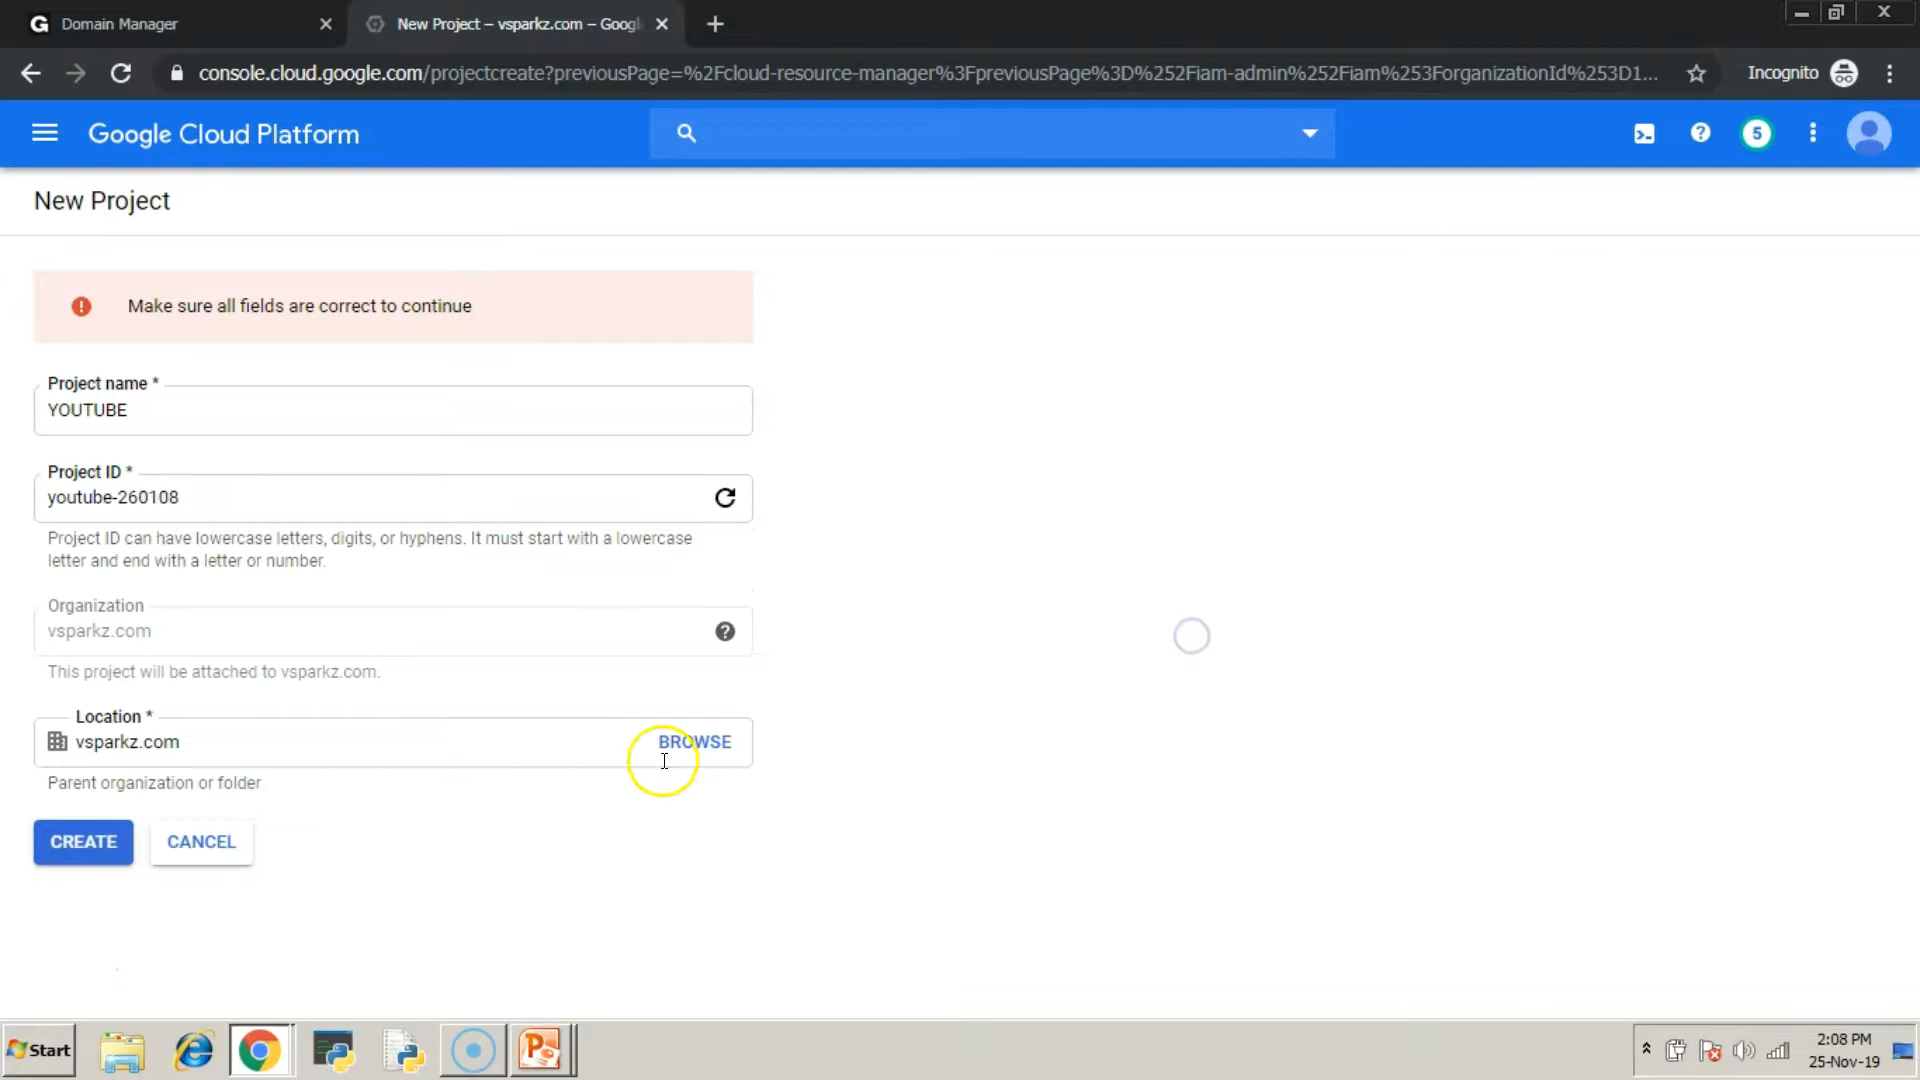 G Domain Manager
New Project – vsparkz.com – Googl
console.cloud.google.com/projectcreate?previousPage=%2Fcloud-resource-manager%3FpreviousPage%3D%252Fiam-admin%252Fiam%253ForganizationId%253D1...
Incognito
Google Cloud Platform
5
New Project
Make sure all fields are correct to continue
Project name *
YOUTUBE
Project ID *
youtube-260108
Project ID can have lowercase letters, digits, or hyphens. It must start with a lowercase
letter and end with a letter or number.
Organization
vsparkz.com
This project will be attached to vsparkz.com.
Location *
vsparkz.com
BROWSE
Parent organization or folder
CREATE
CANCEL
Start
2:08 PM
25-Nov-19